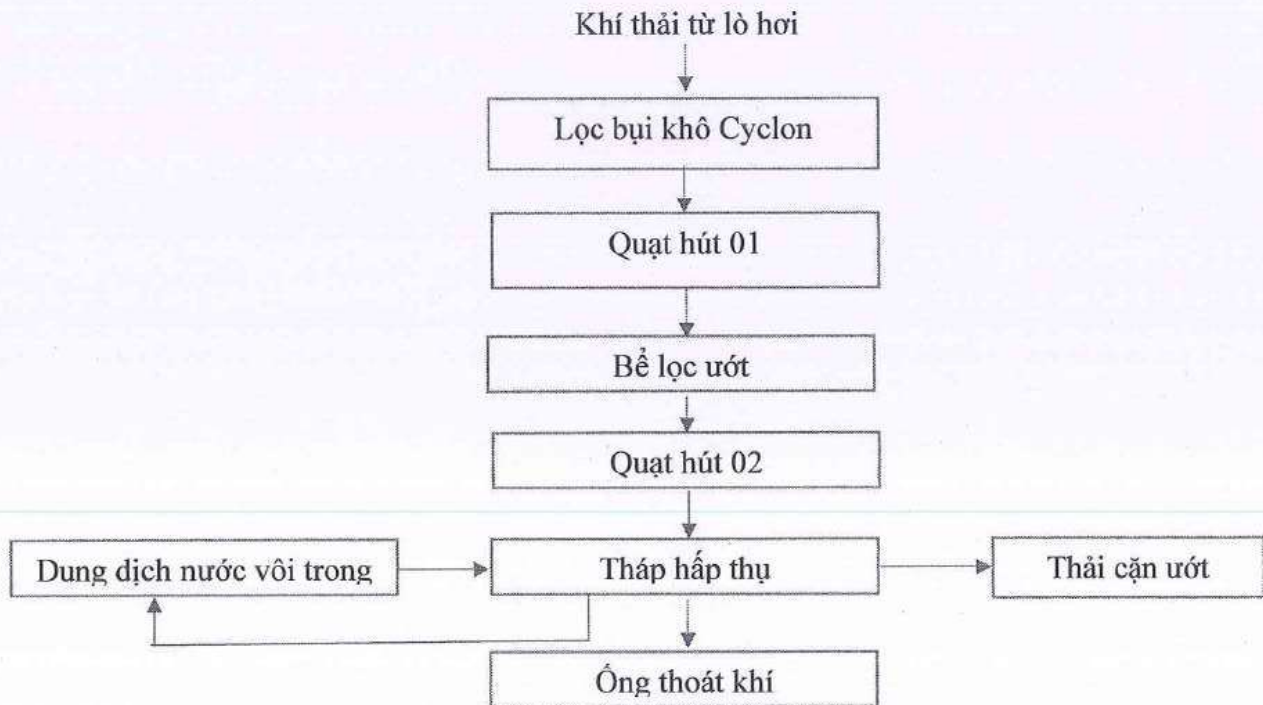 Khí thải từ lò hơi
Lọc bụi khô Cyclon
Quạt hút 01
Bể lọc ướt
Quạt hút 02
Dung dịch nước vôi trong
Tháp hấp thụ
Thải cặn ướt
Ống thoát khí